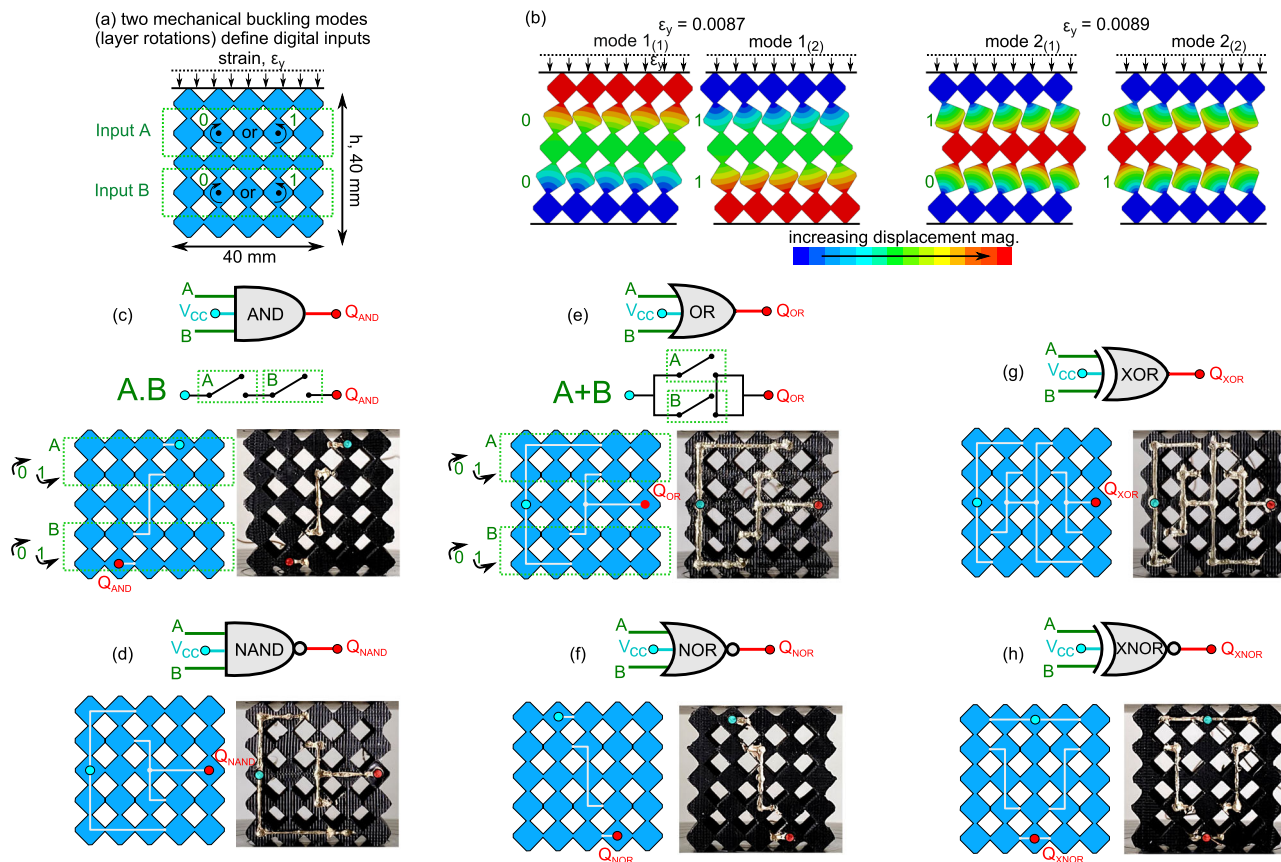 (a) two mechanical buckling modes
(layer rotations) define digital inputs
strain, εy
Input A
0 or 1
Input B
0 or 1
h, 40 mm
40 mm
(b)
εy = 0.0087
mode 1(1)
mode 1(2)
εy
0
0
1
1
εy = 0.0089
mode 2(1)
mode 2(2)
1
0
0
1
increasing displacement mag.
(c)
A
VCC
B
AND
QAND
A.B
A
B
QAND
A
0 1
B
0 1
QAND
(e)
A
VCC
B
OR
QOR
A+B
A
B
QOR
A
0 1
B
0 1
QOR
(g)
A
VCC
B
XOR
QXOR
QXOR
(d)
A
VCC
B
NAND
QNAND
QNAND
(f)
A
VCC
B
NOR
QNOR
QNOR
(h)
A
VCC
B
XNOR
QXNOR
QXNOR